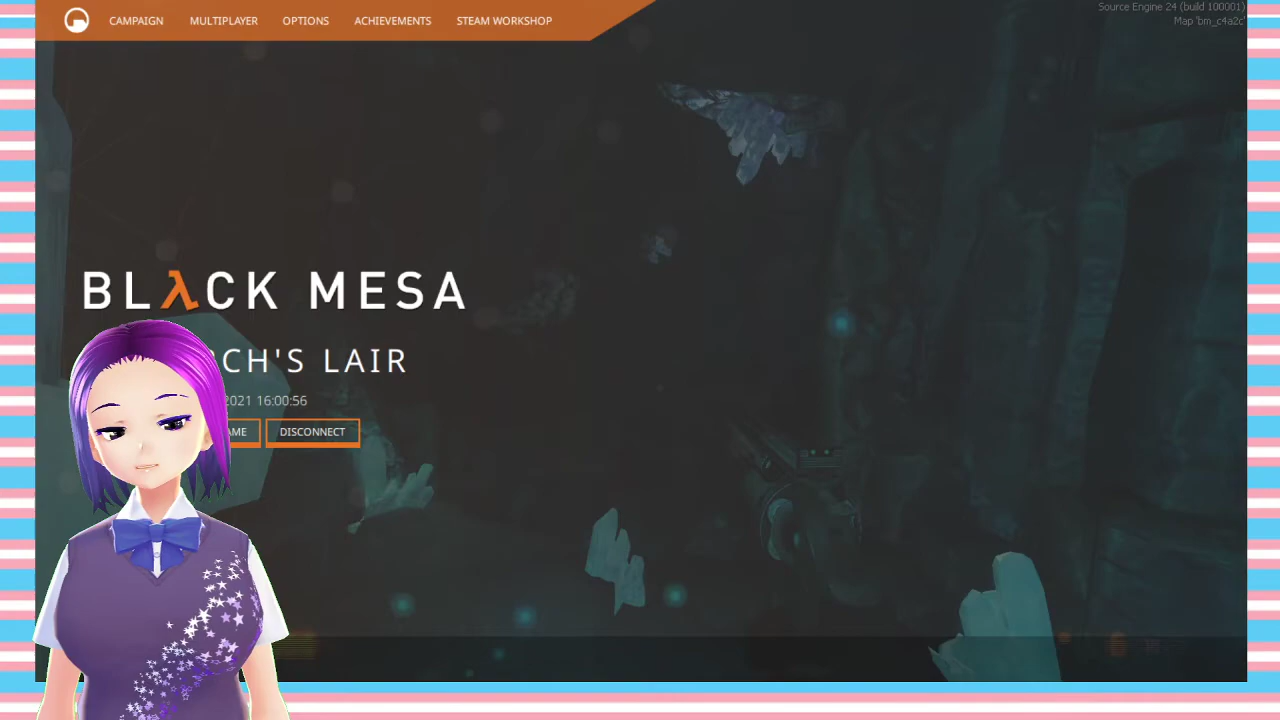 CAMPAIGN MULTIPLAYER OPTIONS ACHIEVEMENTS STEAM WORKSHOP
Source Engine 24 (build 100001)
Map 'bm_c4a2c'
BLλCK MESA
RCH'S LAIR
2021 16:00:56
AME DISCONNECT